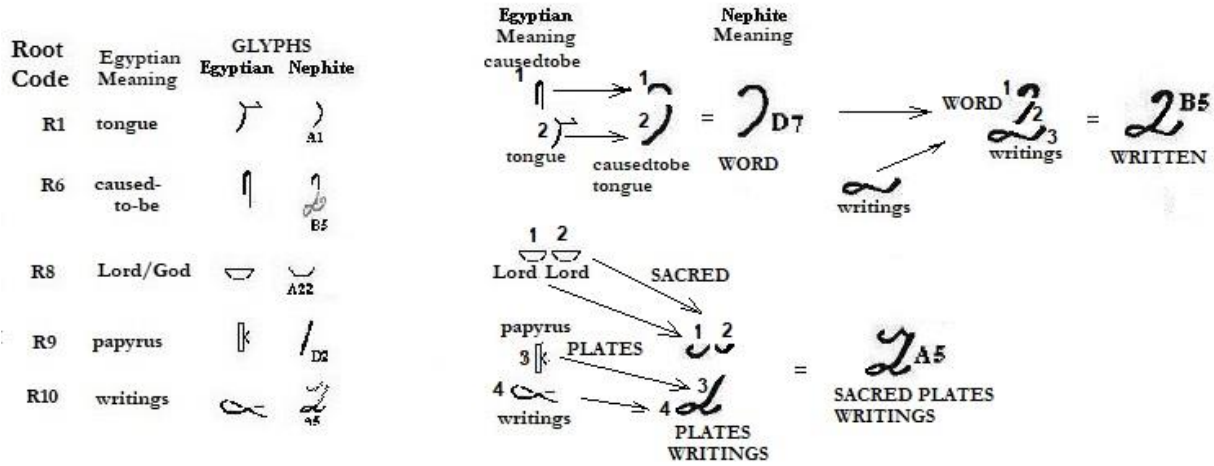 Root Code
Egyptian Meaning
GLYPHS
Egyptian Nephite
R1 tongue A1
R6 caused-to-be B5
R8 Lord/God A22
R9 papyrus D2
R10 writings A5
Egyptian Meaning
Nephite Meaning
causedtobe
1 1
2 2
tongue
causedtobe tongue
= D7
WORD
WORD 1
2
3
writings
writings
= B5
WRITTEN
1 2
Lord Lord
SACRED
1 2
papyrus
3 PLATES
3
4 4
writings
PLATES WRITINGS
= A5
SACRED PLATES WRITINGS